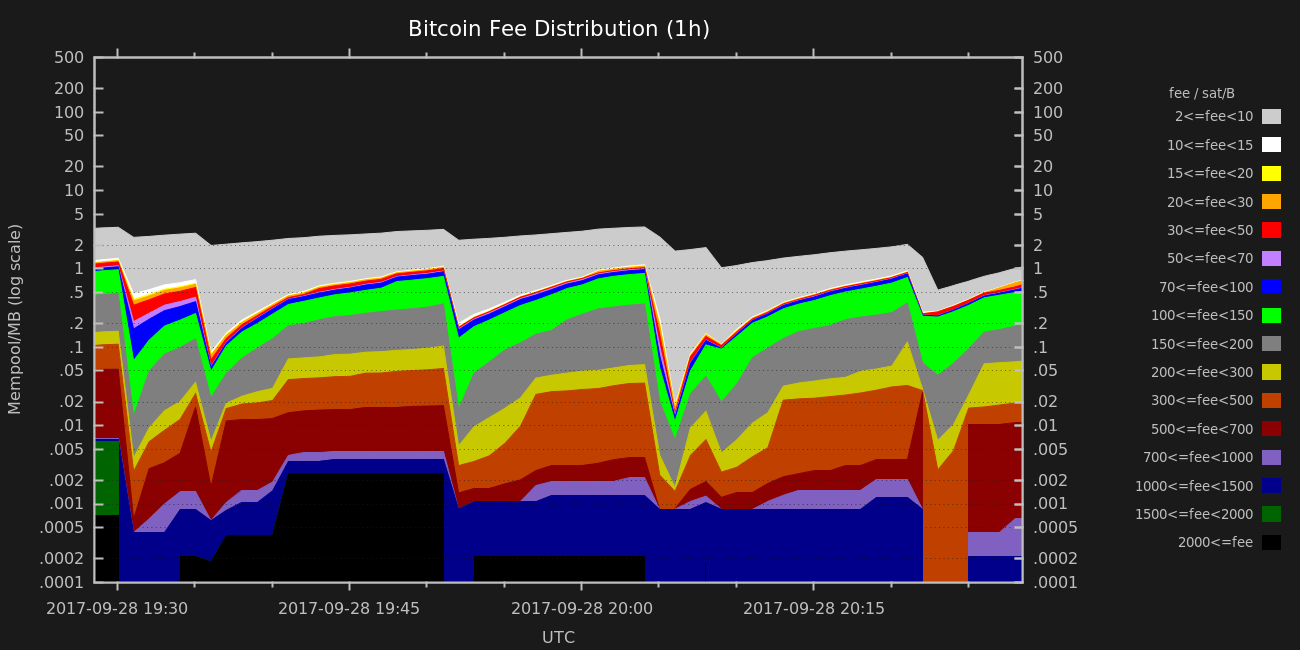 Bitcoin Fee Distribution (1h)
500
200
100
50
20
10
5
2
1
.5
.2
.1
.05
.02
.01
.005
.002
.001
.0005
.0002
.0001
Mempool/MB (log scale)
500
200
100
50
20
10
5
2
1
.5
.2
.1
.05
.02
.01
.005
.002
.001
.0005
.0002
.0001
2017-09-28 19:30
2017-09-28 19:45
2017-09-28 20:00
2017-09-28 20:15
UTC
fee / sat/B
2<=fee<10
10<=fee<15
15<=fee<20
20<=fee<30
30<=fee<50
50<=fee<70
70<=fee<100
100<=fee<150
150<=fee<200
200<=fee<300
300<=fee<500
500<=fee<700
700<=fee<1000
1000<=fee<1500
1500<=fee<2000
2000<=fee